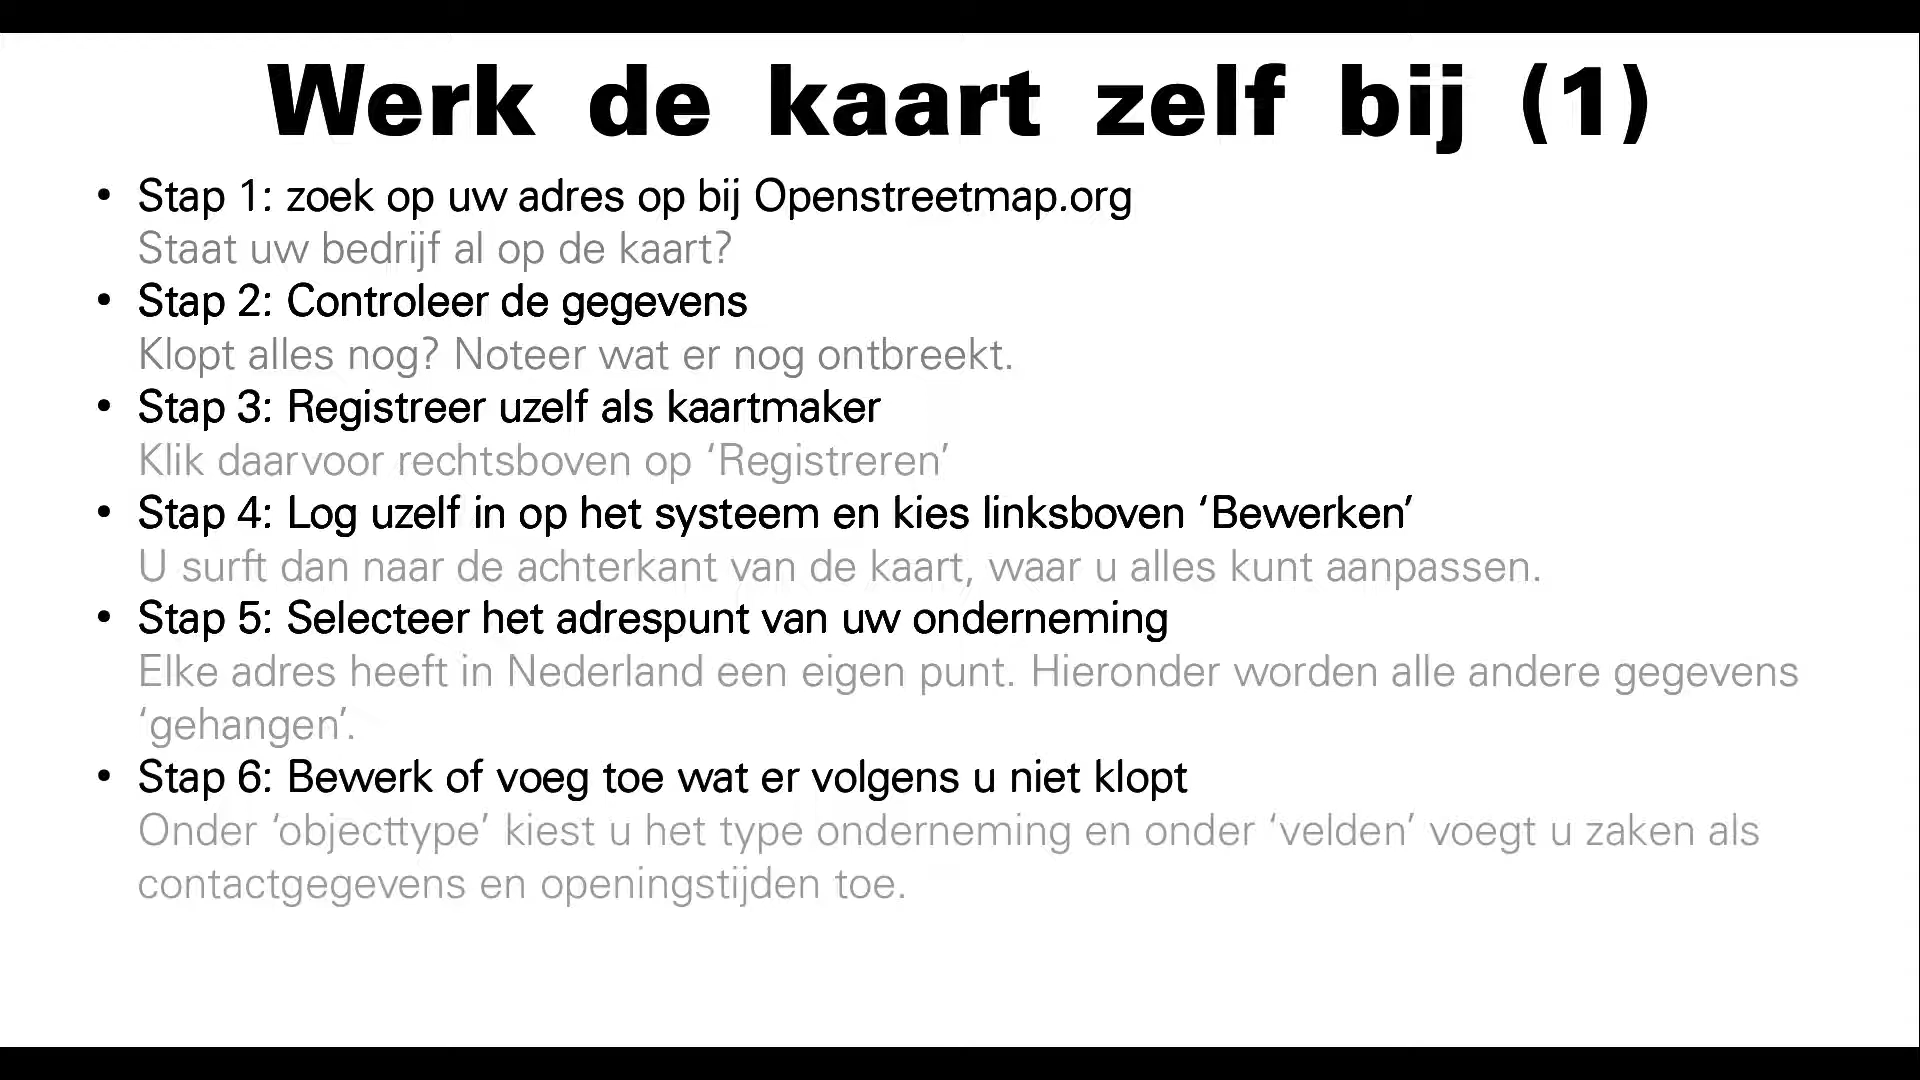 Werk de kaart zelf bij (1)
• Stap 1: zoek op uw adres op bij Openstreetmap.org
Staat uw bedrijf al op de kaart?
• Stap 2: Controleer de gegevens
Klopt alles nog? Noteer wat er nog ontbreekt.
• Stap 3: Registreer uzelf als kaartmaker
Klik daarvoor rechtsboven op ‘Registreren’
• Stap 4: Log uzelf in op het systeem en kies linksboven ‘Bewerken’
U surft dan naar de achterkant van de kaart, waar u alles kunt aanpassen.
• Stap 5: Selecteer het adrespunt van uw onderneming
Elke adres heeft in Nederland een eigen punt. Hieronder worden alle andere gegevens
‘gehangen’.
• Stap 6: Bewerk of voeg toe wat er volgens u niet klopt
Onder ‘objecttype’ kiest u het type onderneming en onder ‘velden’ voegt u zaken als
contactgegevens en openingstijden toe.